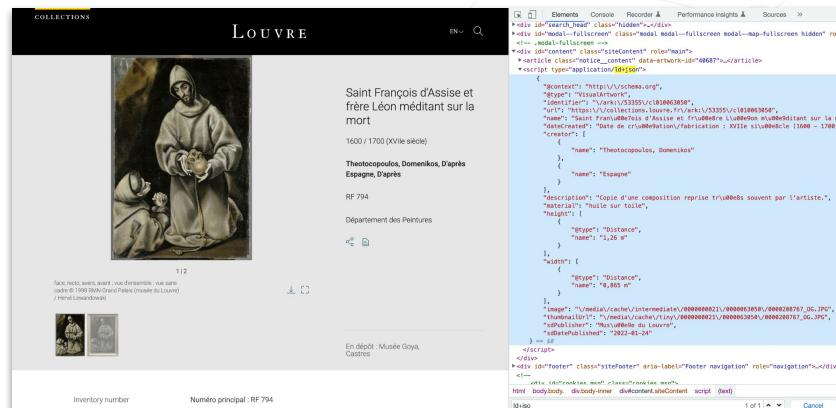 COLLECTIONS
LOUVRE
EN
Saint François d'Assise et
frère Léon méditant sur la
mort
1600 / 1700 (XVIIe siècle)
Theotocopoulos, Domenikos, D'après
Espagne, D'après
RF 794
Département des Peintures
1 | 2
face, recto, avers, avant ; vue d'ensemble ; vue sans
cadre © 1998 RMN-Grand Palais (musée du Louvre)
/ Hervé Lewandowski
En dépôt : Musée Goya,
Castres
Inventory number
Numéro principal : RF 794
Elements Console Recorder Performance insights Sources »
<div id="search_head" class="hidden">…</div>
<div id="modal--fullscreen" class="modal modal--fullscreen modal--map-fullscreen hidden" ro
<!-- .modal-fullscreen -->
<div id="content" class="siteContent" role="main">
<article class="notice__content" data-artwork-id="40687">…</article>
<script type="application/ld+json">
{
"@context": "http:\/\/schema.org",
"@type": "VisualArtwork",
"identifier": "\/ark:\/53355\/cl010063050",
"url": "https:\/\/collections.louvre.fr\/ark:\/53355\/cl010063050",
"name": "Saint Fran\u00e7ois d'Assise et fr\u00e8re L\u00e9on m\u00e9ditant sur la
"dateCreated": "Date de cr\u00e9ation\/fabrication : XVIIe si\u00e8cle (1600 - 1700
"creator": [
{
"name": "Theotocopoulos, Domenikos"
},
{
"name": "Espagne"
}
],
"description": "Copie d'une composition reprise tr\u00e8s souvent par l'artiste.",
"material": "huile sur toile",
"height": [
{
"@type": "Distance",
"name": "1,26 m"
}
],
"width": [
{
"@type": "Distance",
"name": "0,865 m"
}
],
"image": "\/media\/cache\/intermediate\/0000000021\/0000063050\/0000208767_OG.JPG",
"thumbnailUrl": "\/media\/cache\/tiny\/0000000021\/0000063050\/0000208767_OG.JPG",
"sdPublisher": "Mus\u00e9e du Louvre",
"sdDatePublished": "2022-01-24"
} == $0
</script>
</div>
<div id="footer" class="siteFooter" aria-label="Footer navigation" role="navigation">…</div
<!--
<div id="cookies_msg" class="cookies_msg">
html body.body. div.body-inner div#content.siteContent script (text)
ld+jso
1 of 1
Cancel